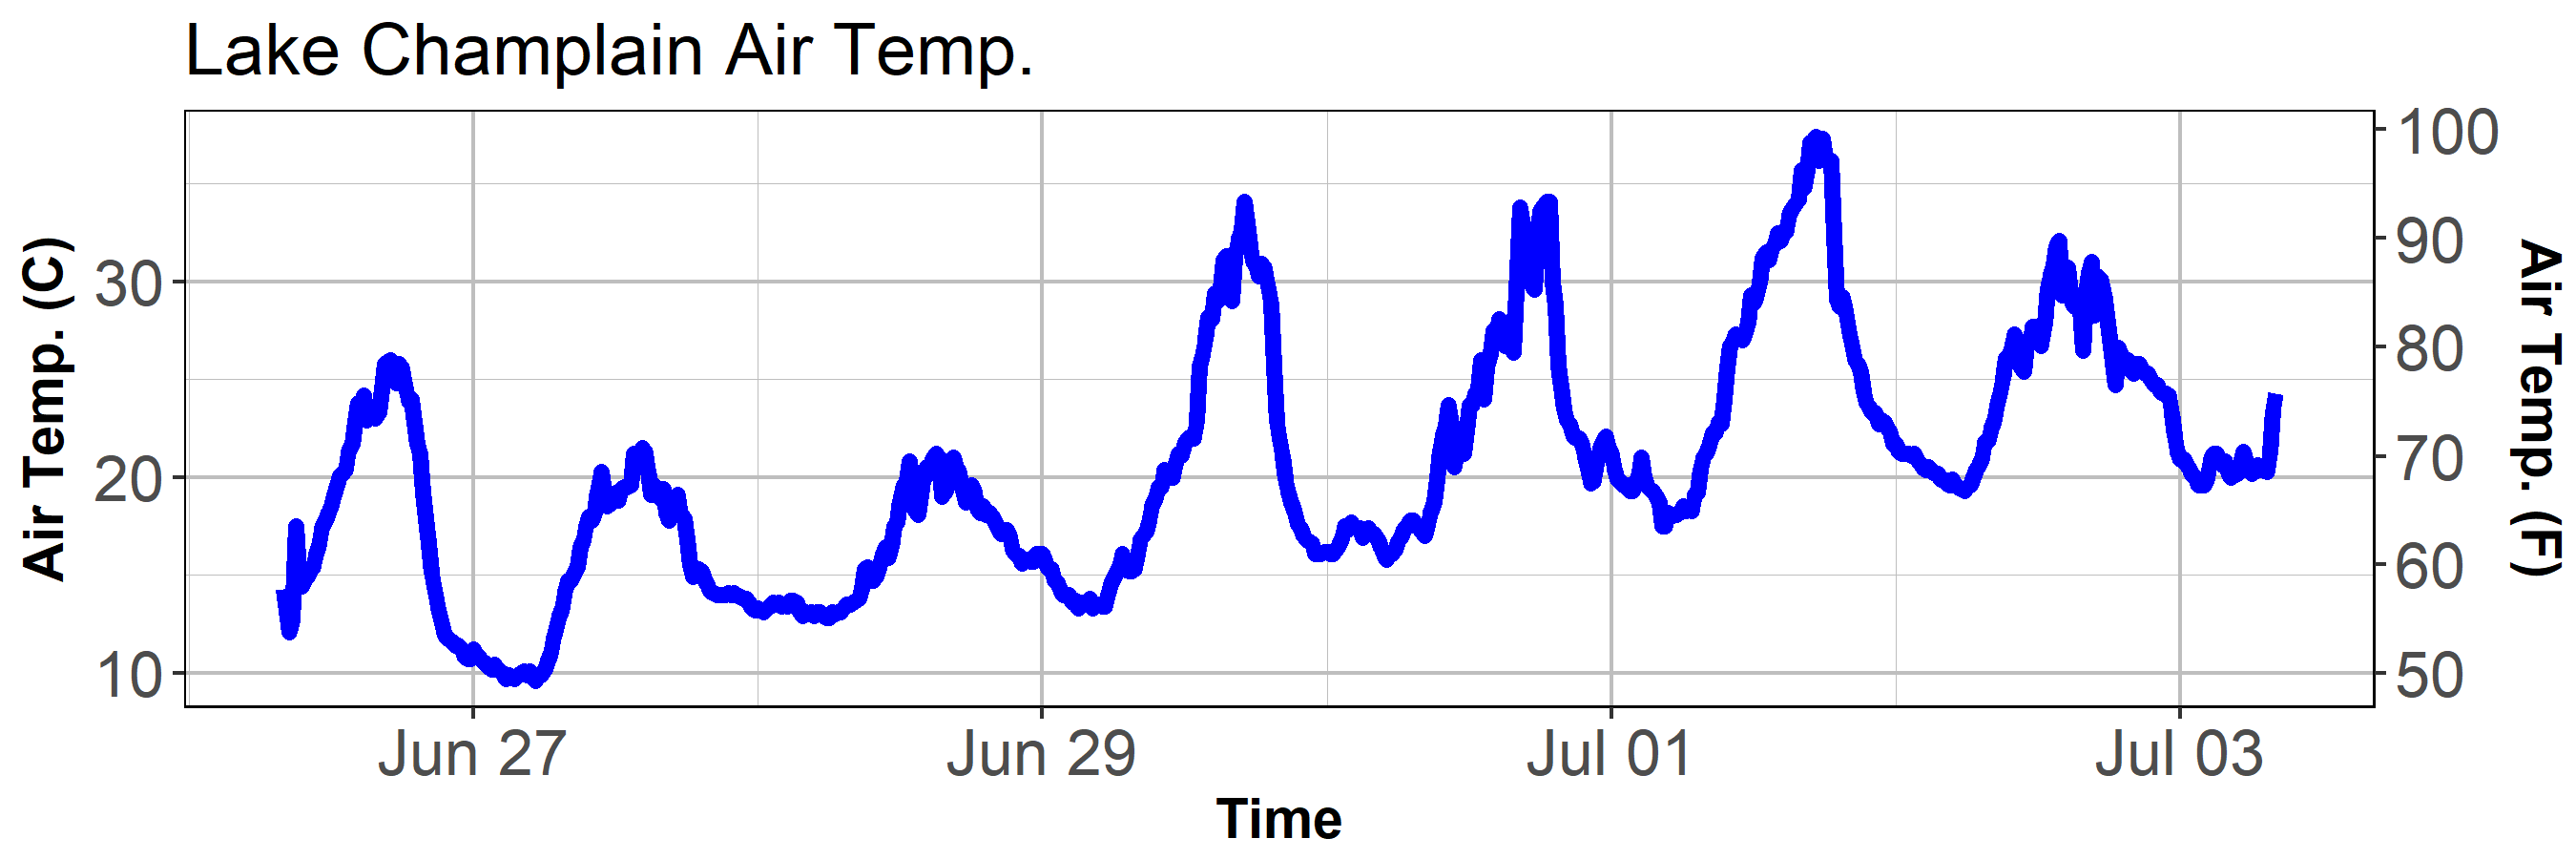 Lake Champlain Air Temp.
Air Temp. (C)
30
20
10
100
90
80
70
60
50
Air Temp. (F)
Jun 27
Jun 29
Jul 01
Jul 03
Time